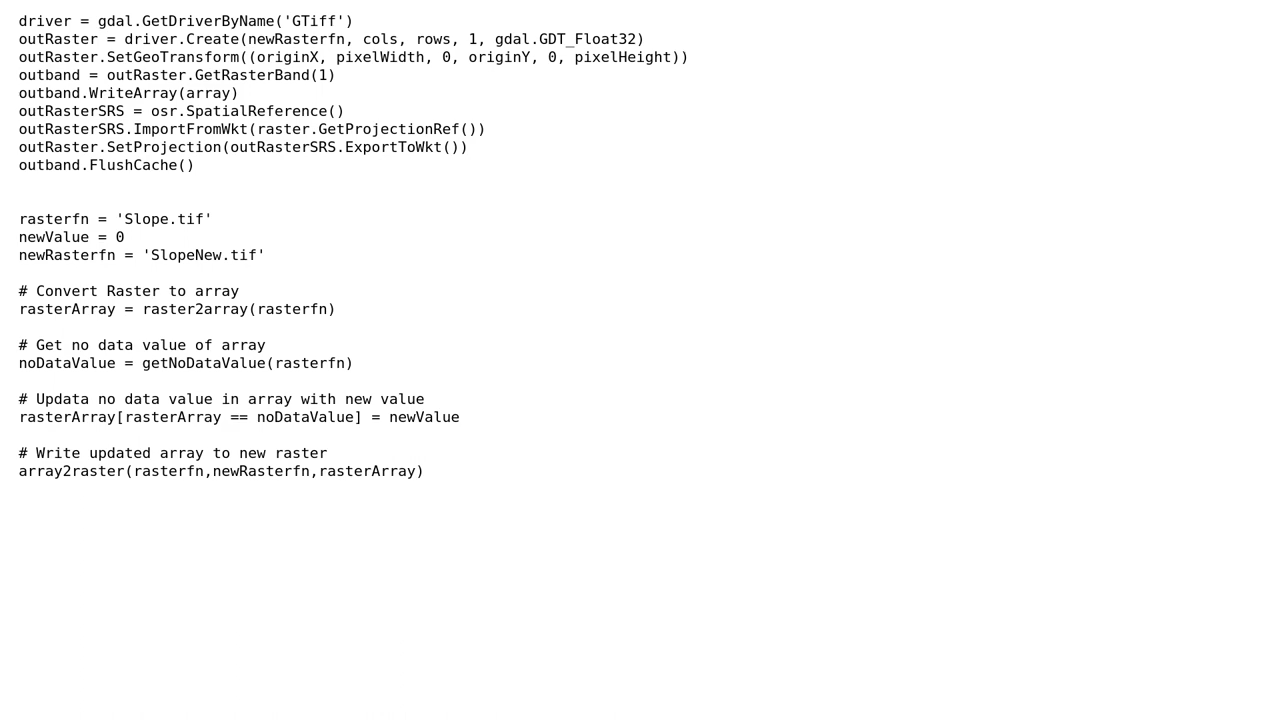 driver = gdal.GetDriverByName('GTiff')
outRaster = driver.Create(newRasterfn, cols, rows, 1, gdal.GDT_Float32)
outRaster.SetGeoTransform((originX, pixelWidth, 0, originY, 0, pixelHeight))
outband = outRaster.GetRasterBand(1)
outband.WriteArray(array)
outRasterSRS = osr.SpatialReference()
outRasterSRS.ImportFromWkt(raster.GetProjectionRef())
outRaster.SetProjection(outRasterSRS.ExportToWkt())
outband.FlushCache()
rasterfn = 'Slope.tif'
newValue = 0
newRasterfn = 'SlopeNew.tif'
# Convert Raster to array
rasterArray = raster2array(rasterfn)
# Get no data value of array
noDataValue = getNoDataValue(rasterfn)
# Updata no data value in array with new value
rasterArray[rasterArray == noDataValue] = newValue
# Write updated array to new raster
array2raster(rasterfn,newRasterfn,rasterArray)